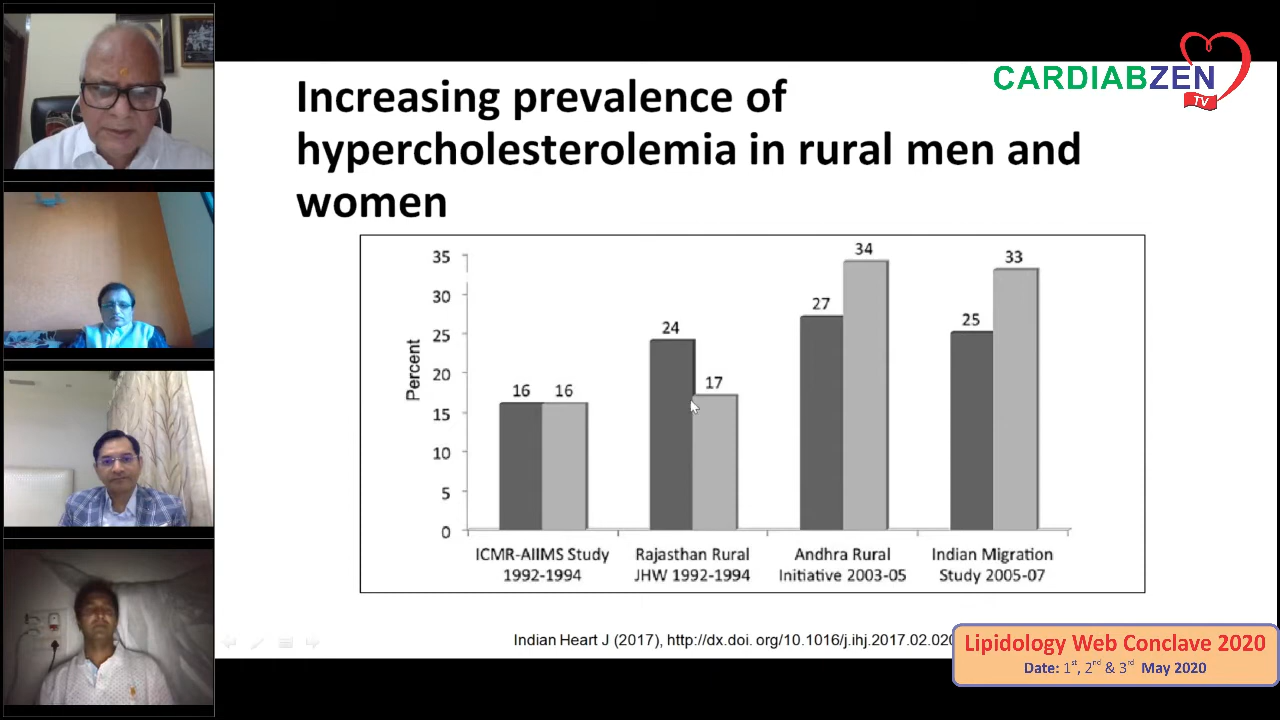 CARDIABZEN
TV
Increasing prevalence of
hypercholesterolemia in rural men and
women
35
30
25
20
15
10
5
0
Percent
16
16
24
17
27
34
25
33
ICMR-AIIMS Study
1992-1994
Rajasthan Rural
JHW 1992-1994
Andhra Rural
Initiative 2003-05
Indian Migration
Study 2005-07
Indian Heart J (2017), http://dx.doi. org/10.1016/j.ihj.2017.02.020
Lipidology Web Conclave 2020
Date: 1st, 2nd & 3rd May 2020